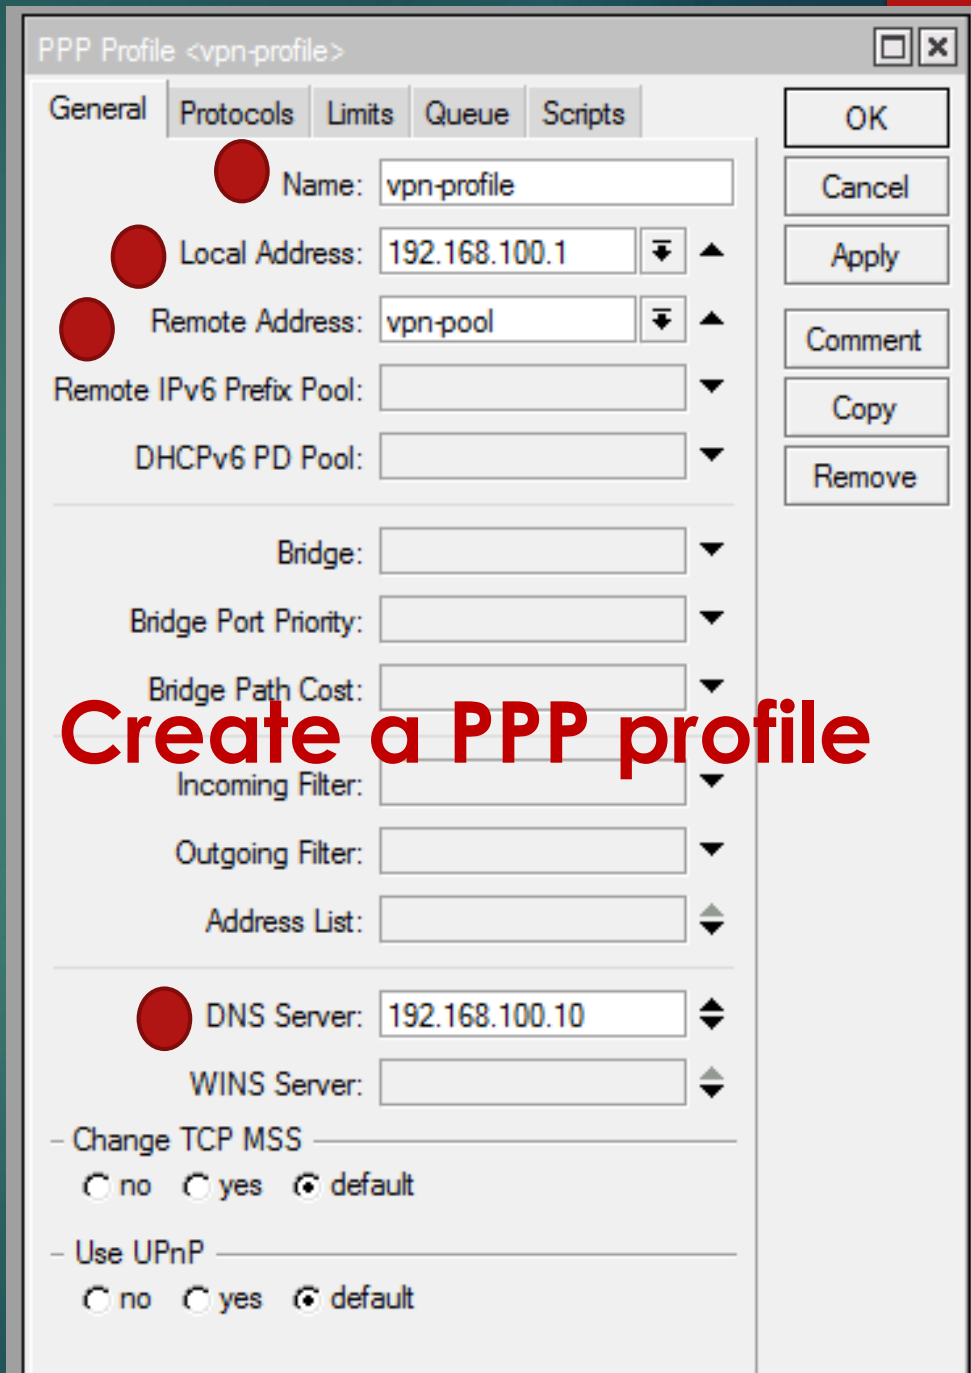 PPP Profile <vpn-profile>
General Protocols Limits Queue Scripts
OK
Name: vpn-profile
Cancel
Local Address: 192.168.100.1
Apply
Remote Address: vpn-pool
Comment
Remote IPv6 Prefix Pool:
Copy
DHCPv6 PD Pool:
Remove
Bridge:
Bridge Port Priority:
Bridge Path Cost:
Create a PPP profile
Incoming Filter:
Outgoing Filter:
Address List:
DNS Server: 192.168.100.10
WINS Server:
Change TCP MSS
no yes default
Use UPnP
no yes default